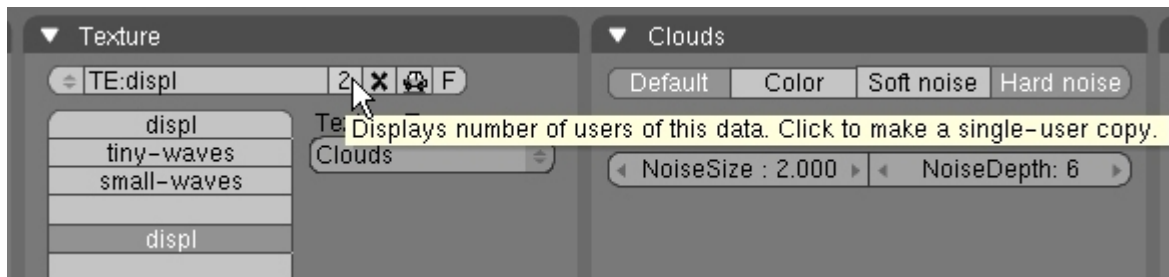 Texture
Clouds
TE:displ
2
F
Default
Color
Soft noise
Hard noise
displ
Te
Displays number of users of this data. Click to make a single-user copy.
tiny-waves
Clouds
NoiseSize : 2.000
NoiseDepth: 6
small-waves
displ